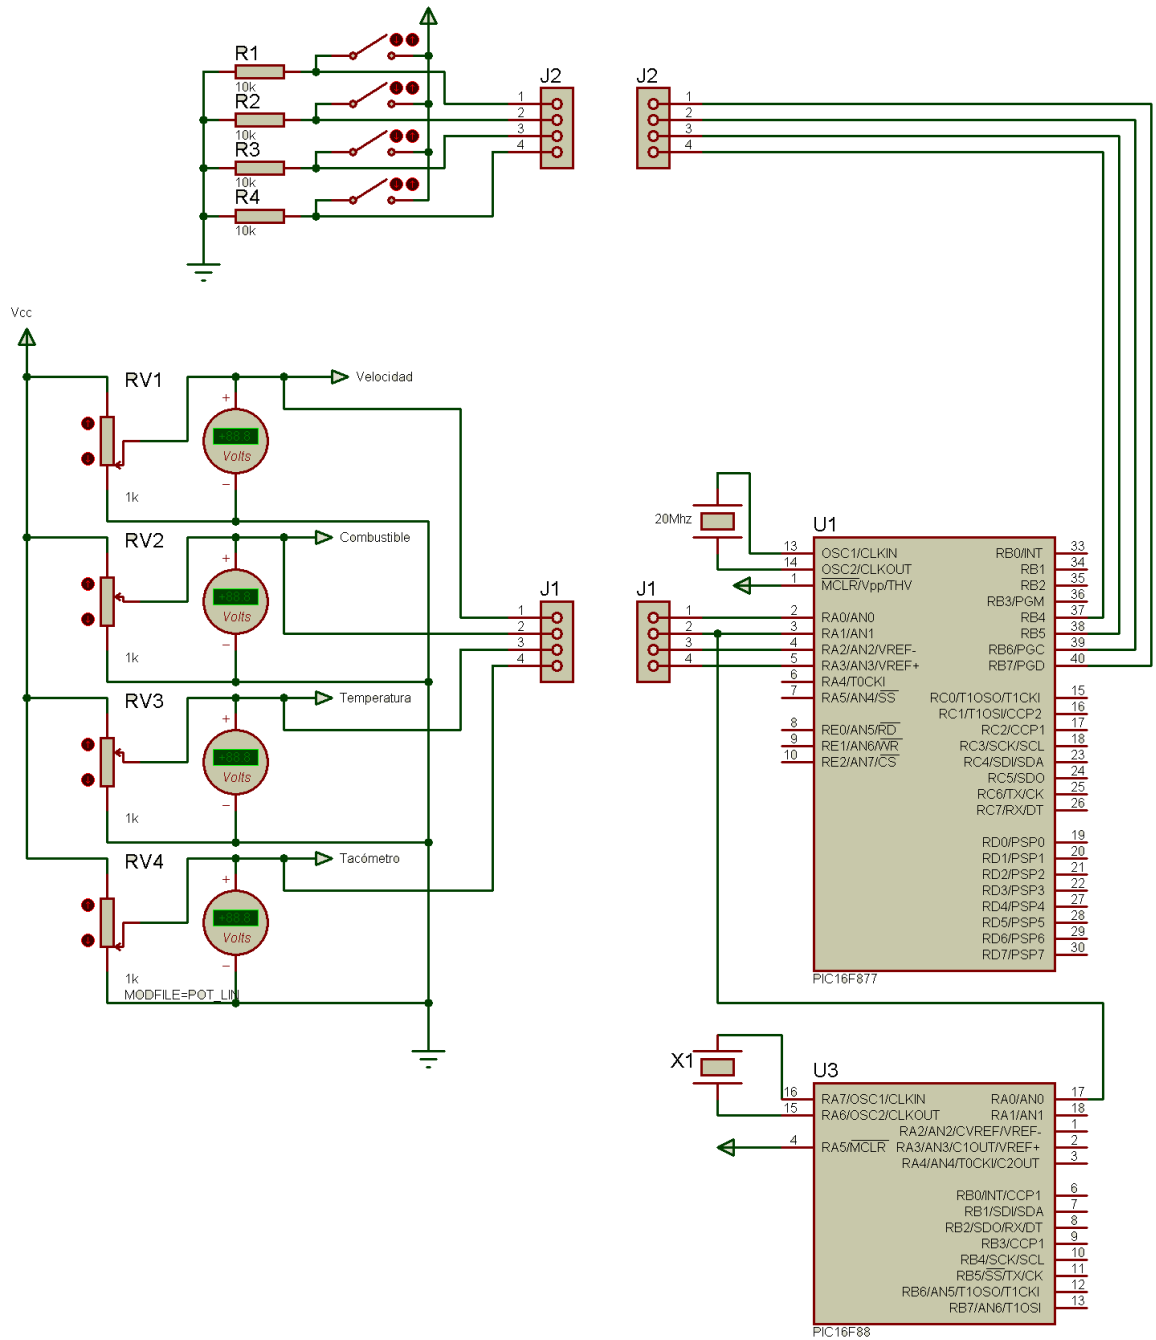 R1
10k
R2
10k
R3
10k
R4
10k
J2
1
2
3
4
J2
1
2
3
4
Vcc
RV1
1k
+
+88.8
Volts
−
Velocidad
RV2
1k
+
+88.8
Volts
−
Combustible
RV3
1k
+
+88.8
Volts
−
Temperatura
RV4
1k
MODFILE=POT_LIN
+
+88.8
Volts
−
Tacómetro
J1
1
2
3
4
J1
1
2
3
4
20Mhz
U1
13 OSC1/CLKIN
14 OSC2/CLKOUT
1 MCLR/Vpp/THV
2 RA0/AN0
3 RA1/AN1
4 RA2/AN2/VREF-
5 RA3/AN3/VREF+
6 RA4/T0CKI
7 RA5/AN4/SS
8 RE0/AN5/RD
9 RE1/AN6/WR
10 RE2/AN7/CS
RB0/INT 33
RB1 34
RB2 35
RB3/PGM 36
RB4 37
RB5 38
RB6/PGC 39
RB7/PGD 40
RC0/T1OSO/T1CKI 15
RC1/T1OSI/CCP2 16
RC2/CCP1 17
RC3/SCK/SCL 18
RC4/SDI/SDA 23
RC5/SDO 24
RC6/TX/CK 25
RC7/RX/DT 26
RD0/PSP0 19
RD1/PSP1 20
RD2/PSP2 21
RD3/PSP3 22
RD4/PSP4 27
RD5/PSP5 28
RD6/PSP6 29
RD7/PSP7 30
PIC16F877
X1
U3
16 RA7/OSC1/CLKIN
15 RA6/OSC2/CLKOUT
4 RA5/MCLR
RA0/AN0 17
RA1/AN1 18
RA2/AN2/CVREF/VREF- 1
RA3/AN3/C1OUT/VREF+ 2
RA4/AN4/T0CKI/C2OUT 3
RB0/INT/CCP1 6
RB1/SDI/SDA 7
RB2/SDO/RX/DT 8
RB3/CCP1 9
RB4/SCK/SCL 10
RB5/SS/TX/CK 11
RB6/AN5/T1OSO/T1CKI 12
RB7/AN6/T1OSI 13
PIC16F88